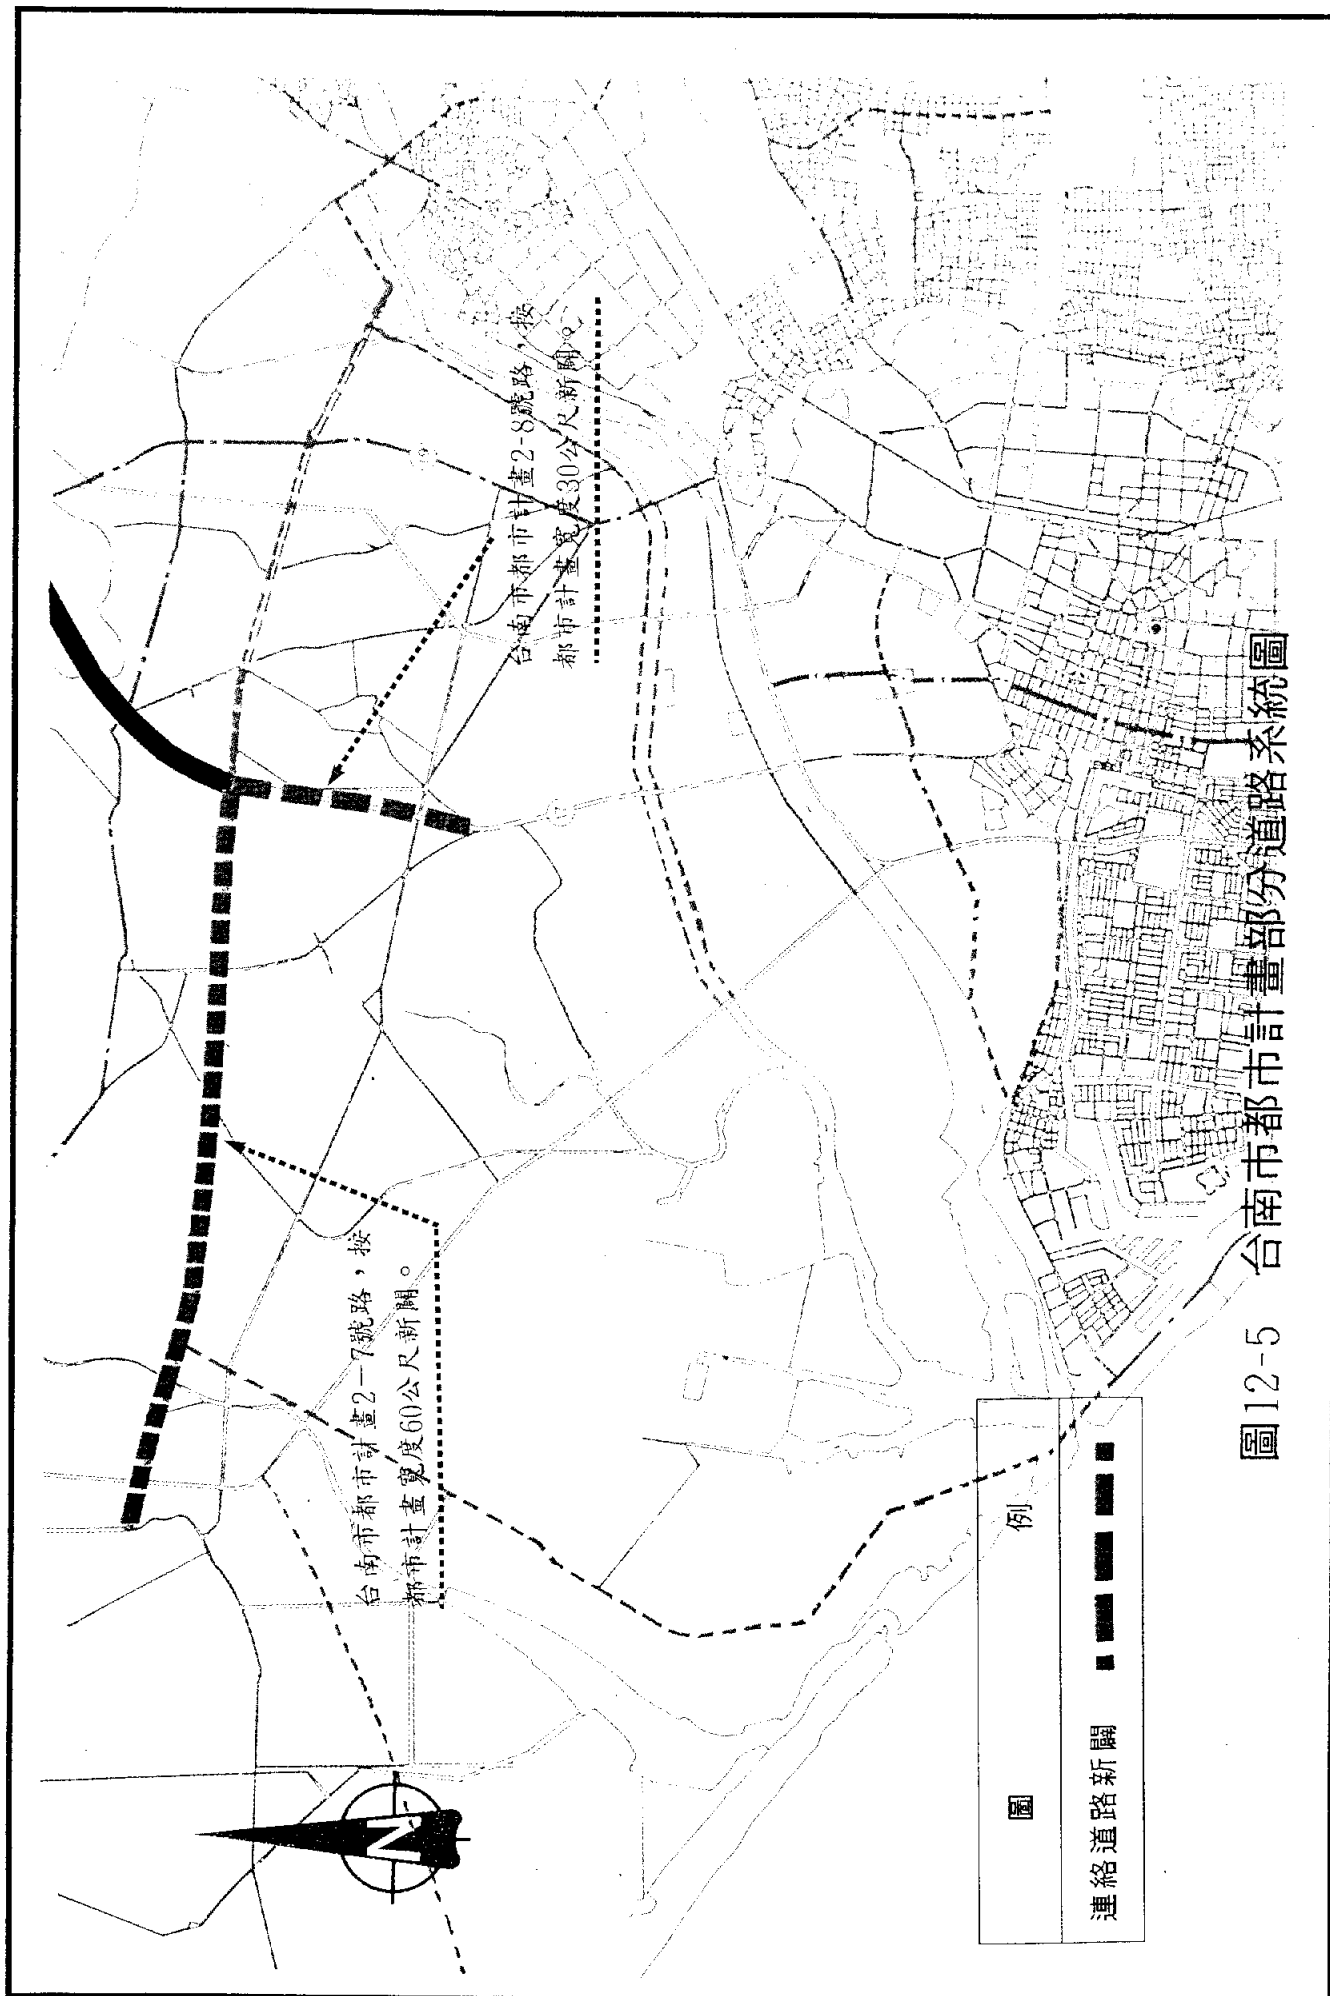 台南市都市計畫2-8號路，按
都市計畫寬度30公尺新闢。
台南市都市計畫2-7號路，按
都市計畫寬度60公尺新闢。
N
圖例
連絡道路新闢
圖12-5 台南市都市計畫部分道路系統圖